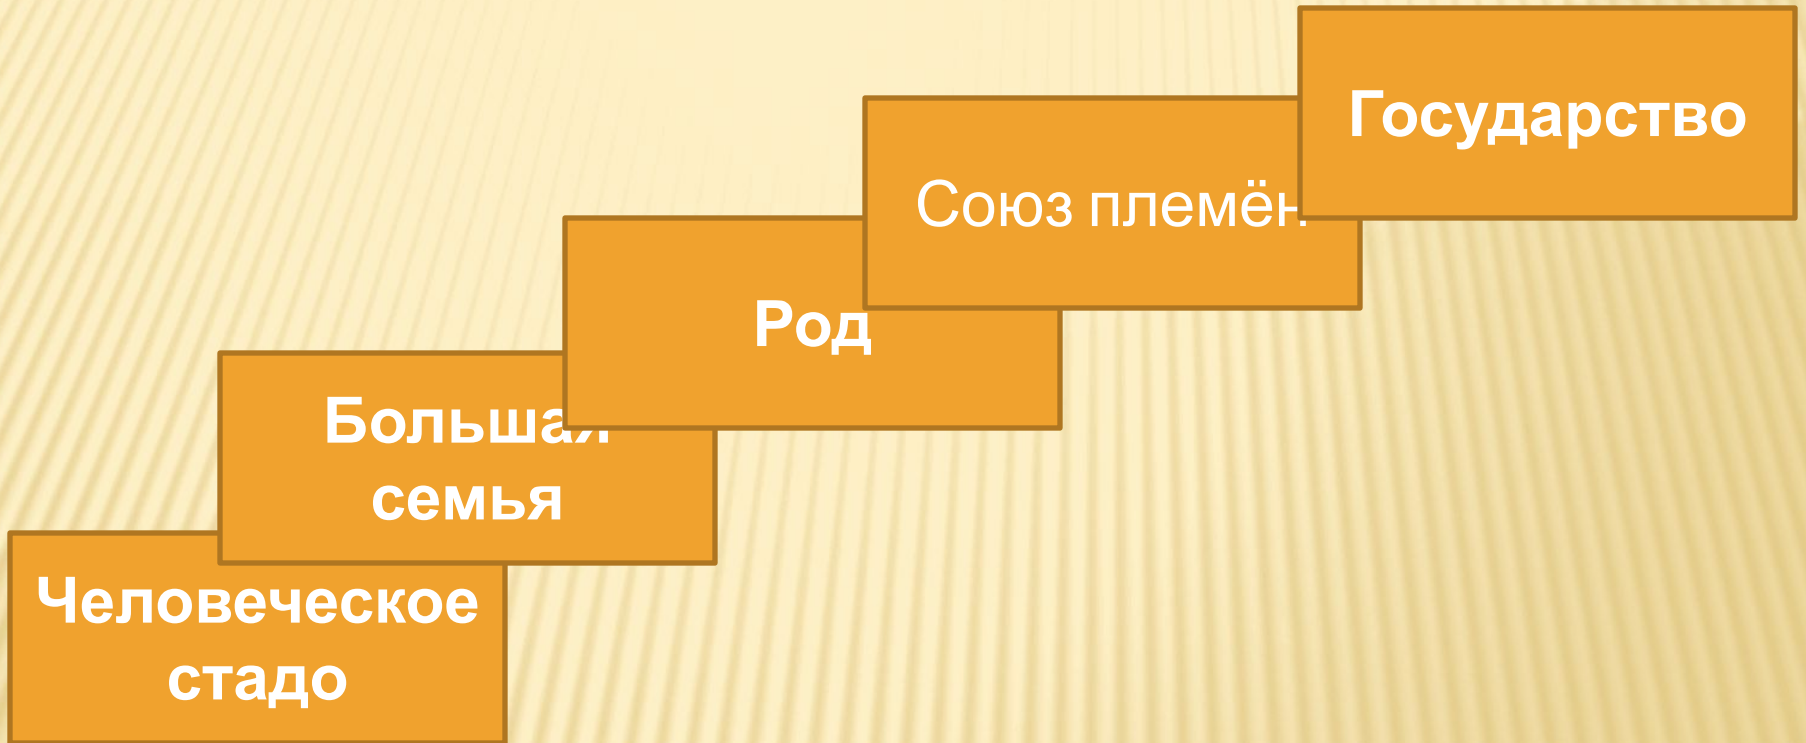 Государство
Союз племён
Род
Большая
семья
Человеческое
стадо